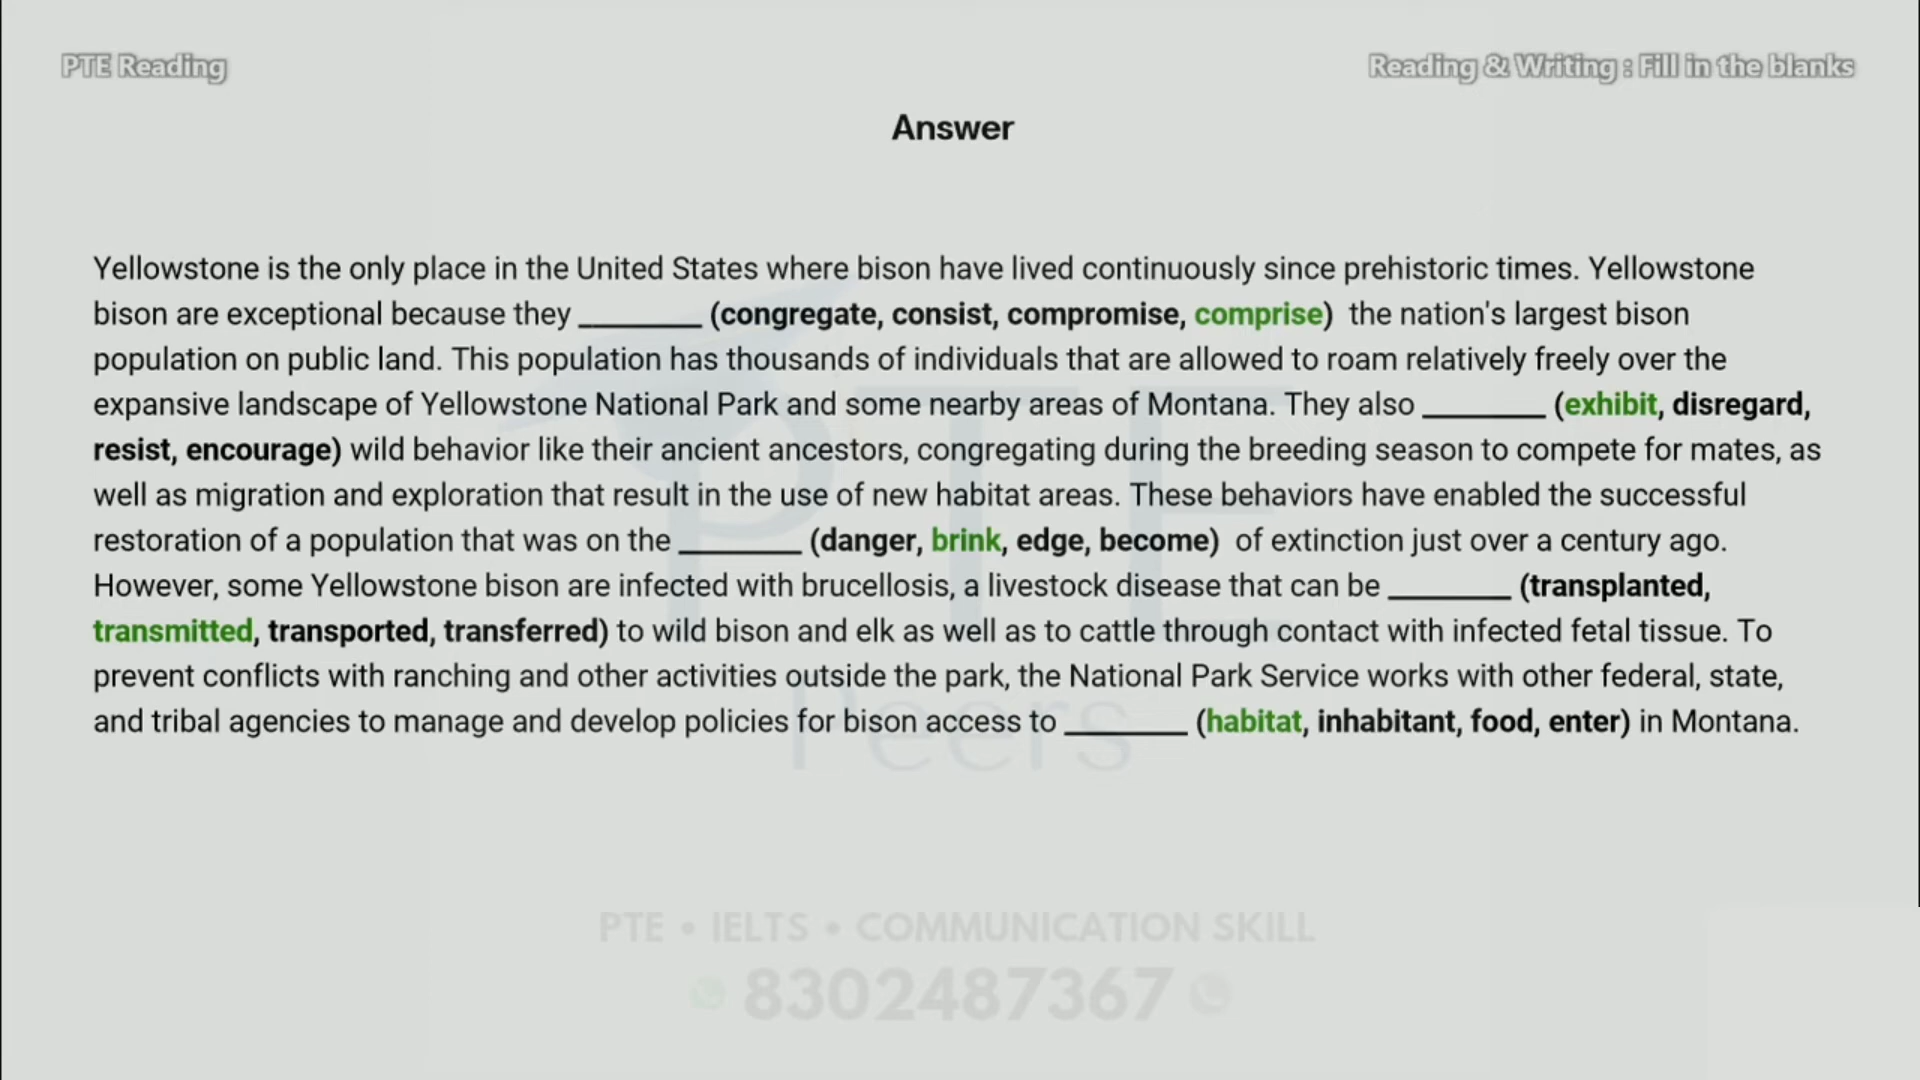 PTE Reading
Reading & Writing : Fill in the blanks
Answer
Yellowstone is the only place in the United States where bison have lived continuously since prehistoric times. Yellowstone
bison are exceptional because they ________ (congregate, consist, compromise, comprise) the nation's largest bison
population on public land. This population has thousands of individuals that are allowed to roam relatively freely over the
expansive landscape of Yellowstone National Park and some nearby areas of Montana. They also ________ (exhibit, disregard,
resist, encourage) wild behavior like their ancient ancestors, congregating during the breeding season to compete for mates, as
well as migration and exploration that result in the use of new habitat areas. These behaviors have enabled the successful
restoration of a population that was on the ________ (danger, brink, edge, become) of extinction just over a century ago.
However, some Yellowstone bison are infected with brucellosis, a livestock disease that can be ________ (transplanted,
transmitted, transported, transferred) to wild bison and elk as well as to cattle through contact with infected fetal tissue. To
prevent conflicts with ranching and other activities outside the park, the National Park Service works with other federal, state,
and tribal agencies to manage and develop policies for bison access to ________ (habitat, inhabitant, food, enter) in Montana.
PTE
Peers
PTE • IELTS • COMMUNICATION SKILL
8302487367